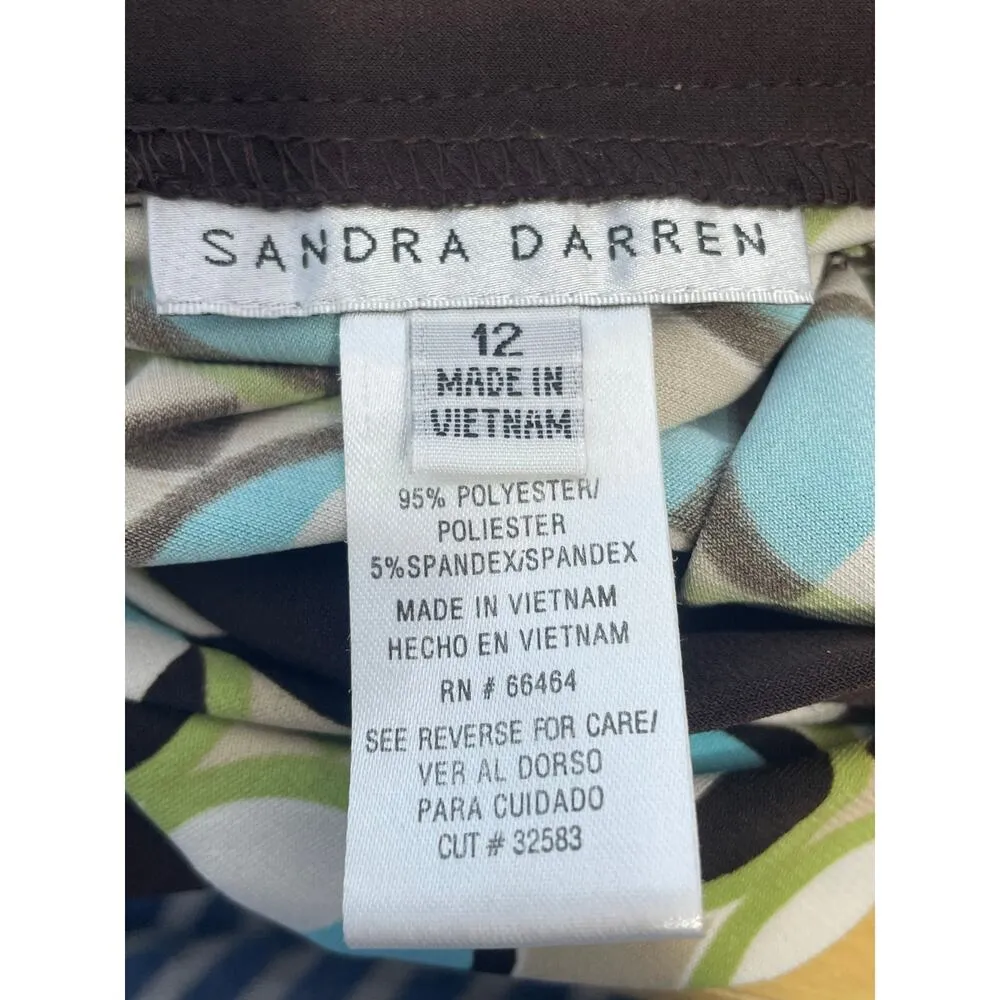 SANDRA DARREN
12
MADE IN
VIETNAM
95% POLYESTER/
POLIESTER
5%SPANDEX/SPANDEX
MADE IN VIETNAM
HECHO EN VIETNAM
RN # 66464
SEE REVERSE FOR CARE/
VER AL DORSO
PARA CUIDADO
CUT # 32583